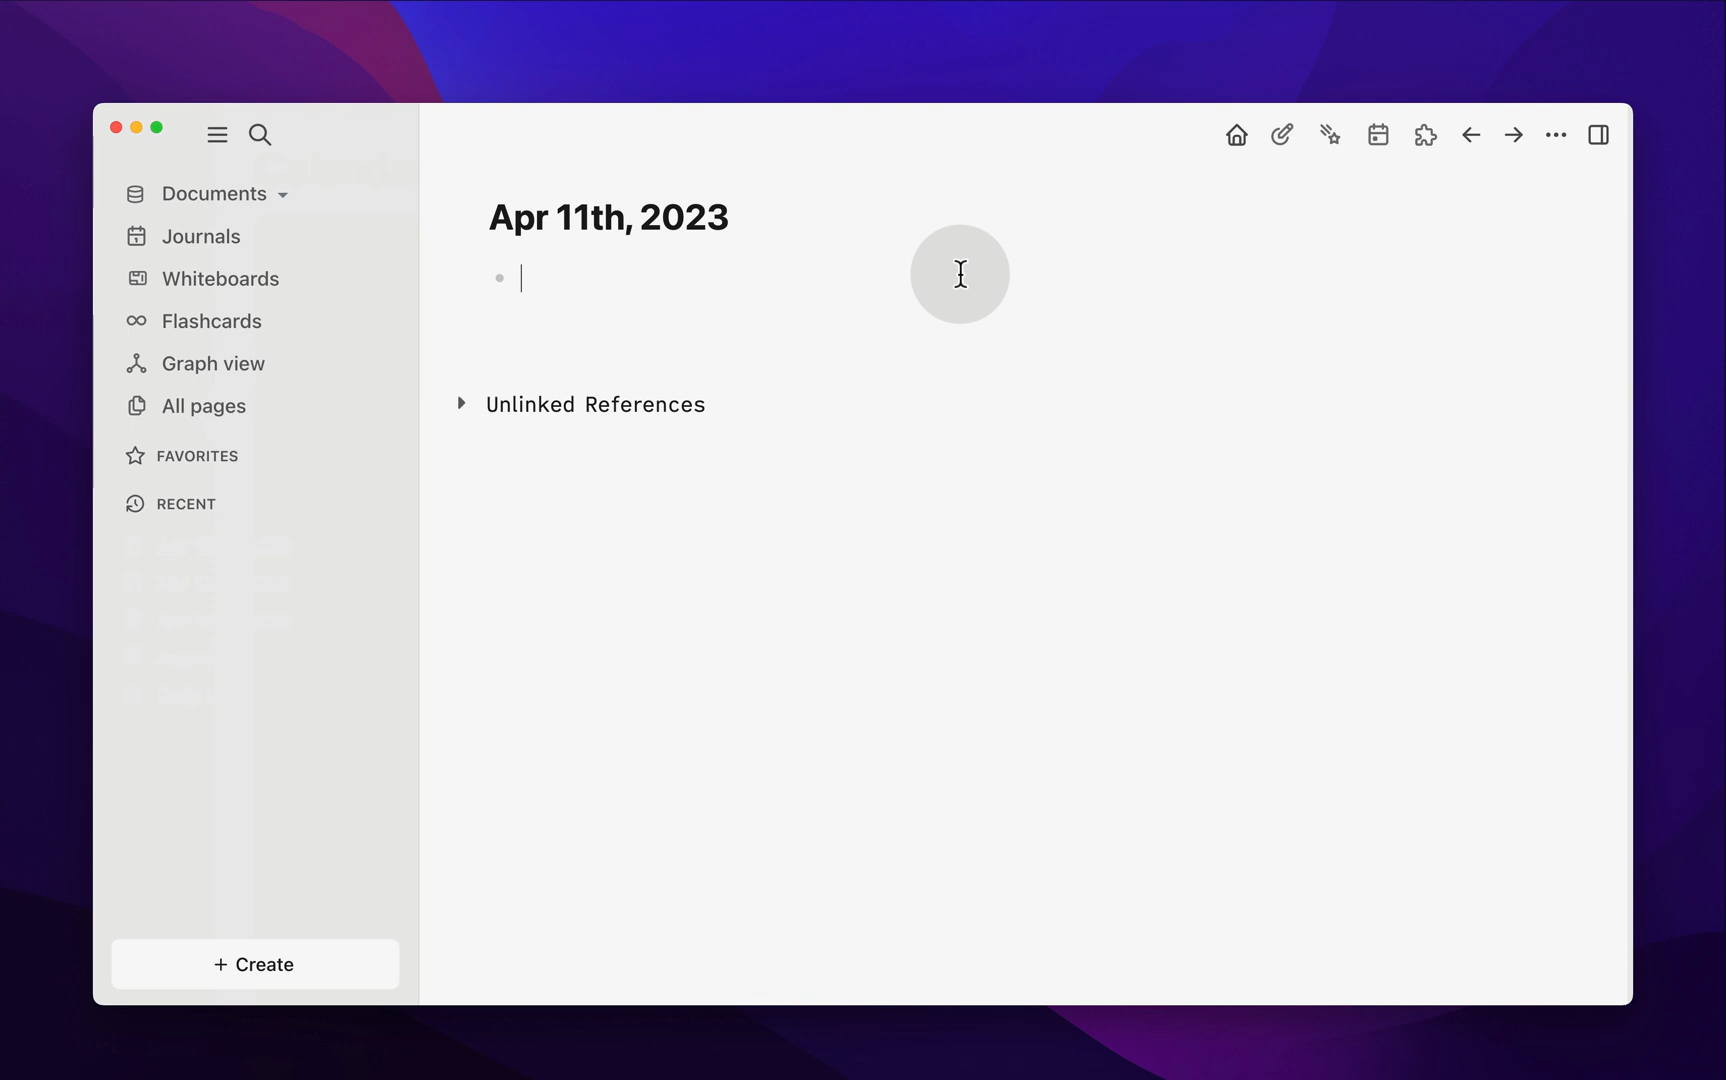 Documents
Journals
Whiteboards
Flashcards
Graph view
All pages
FAVORITES
RECENT
+ Create
Apr 11th, 2023
Unlinked References